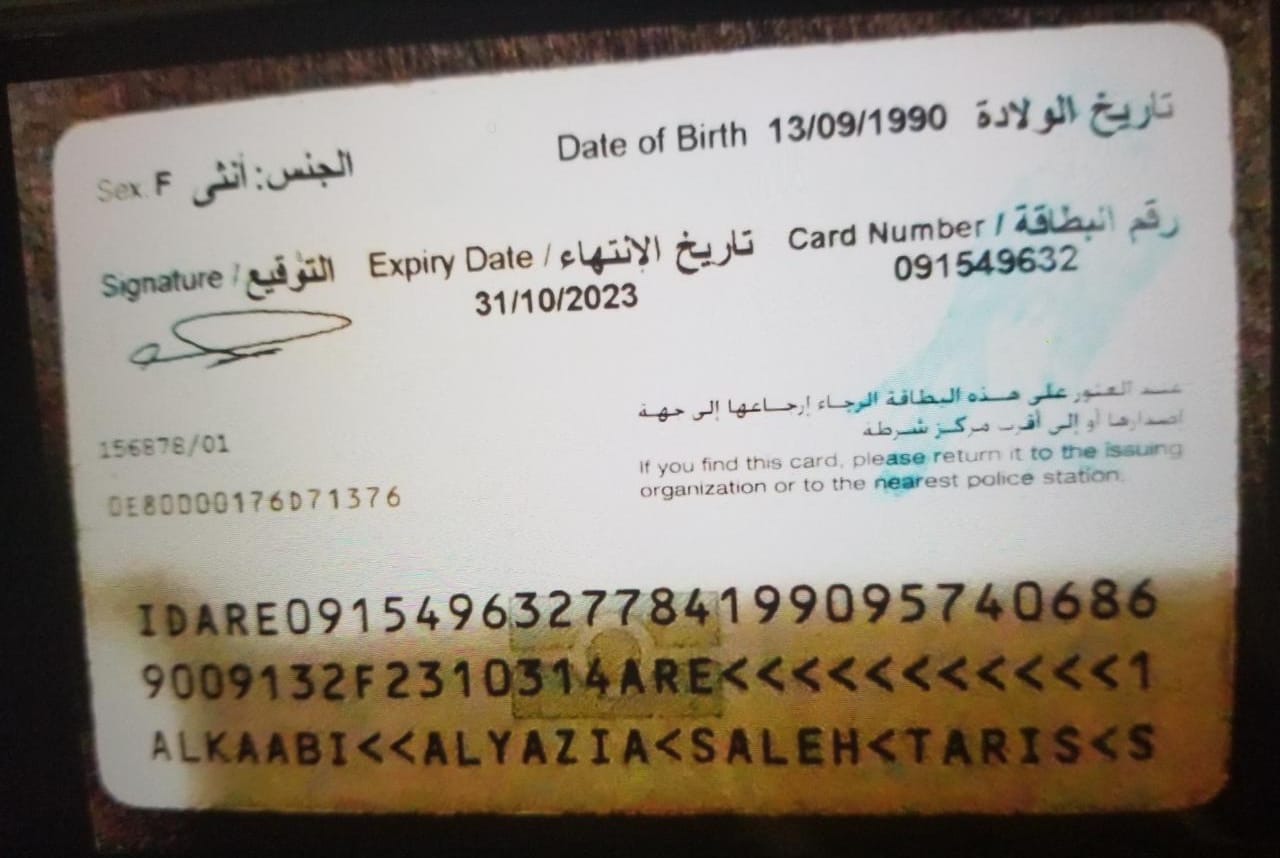 Date of Birth 13/09/1990 تاريخ الولادة
Sex: F الجنس: أنثى
Card Number / رقم البطاقة
091549632
Expiry Date / تاريخ الإنتهاء
31/10/2023
Signature / التوقيع
عند العثور على هذه البطاقة الرجاء إرجاعها إلى جهة
اصدارها أو إلى أقرب مركز شرطة
If you find this card, please return it to the issuing
organization or to the nearest police station.
156878/01
0E80D00176D71376
IDARE0915496327784199095740686
9009132F2310314ARE<<<<<<<<<<<1
ALKAABI<<ALYAZIA<SALEH<TARIS<S